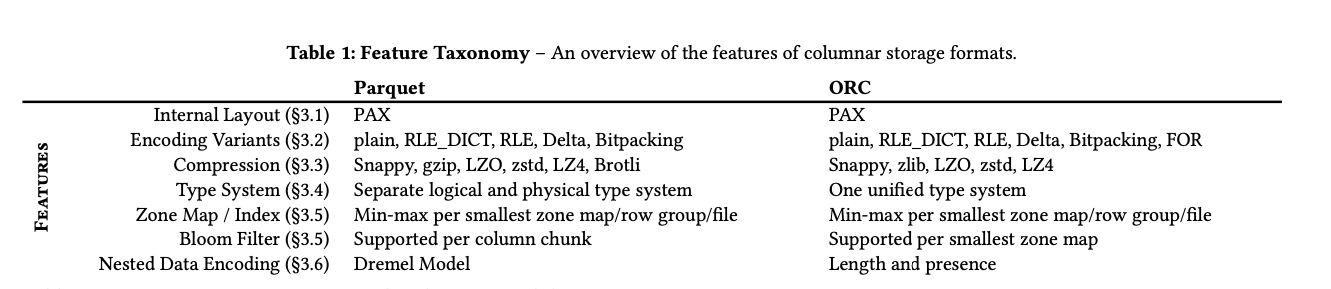 Table 1: Feature Taxonomy – An overview of the features of columnar storage formats.
Parquet ORC
FEATURES
Internal Layout (§3.1) PAX PAX
Encoding Variants (§3.2) plain, RLE_DICT, RLE, Delta, Bitpacking plain, RLE_DICT, RLE, Delta, Bitpacking, FOR
Compression (§3.3) Snappy, gzip, LZO, zstd, LZ4, Brotli Snappy, zlib, LZO, zstd, LZ4
Type System (§3.4) Separate logical and physical type system One unified type system
Zone Map / Index (§3.5) Min-max per smallest zone map/row group/file Min-max per smallest zone map/row group/file
Bloom Filter (§3.5) Supported per column chunk Supported per smallest zone map
Nested Data Encoding (§3.6) Dremel Model Length and presence